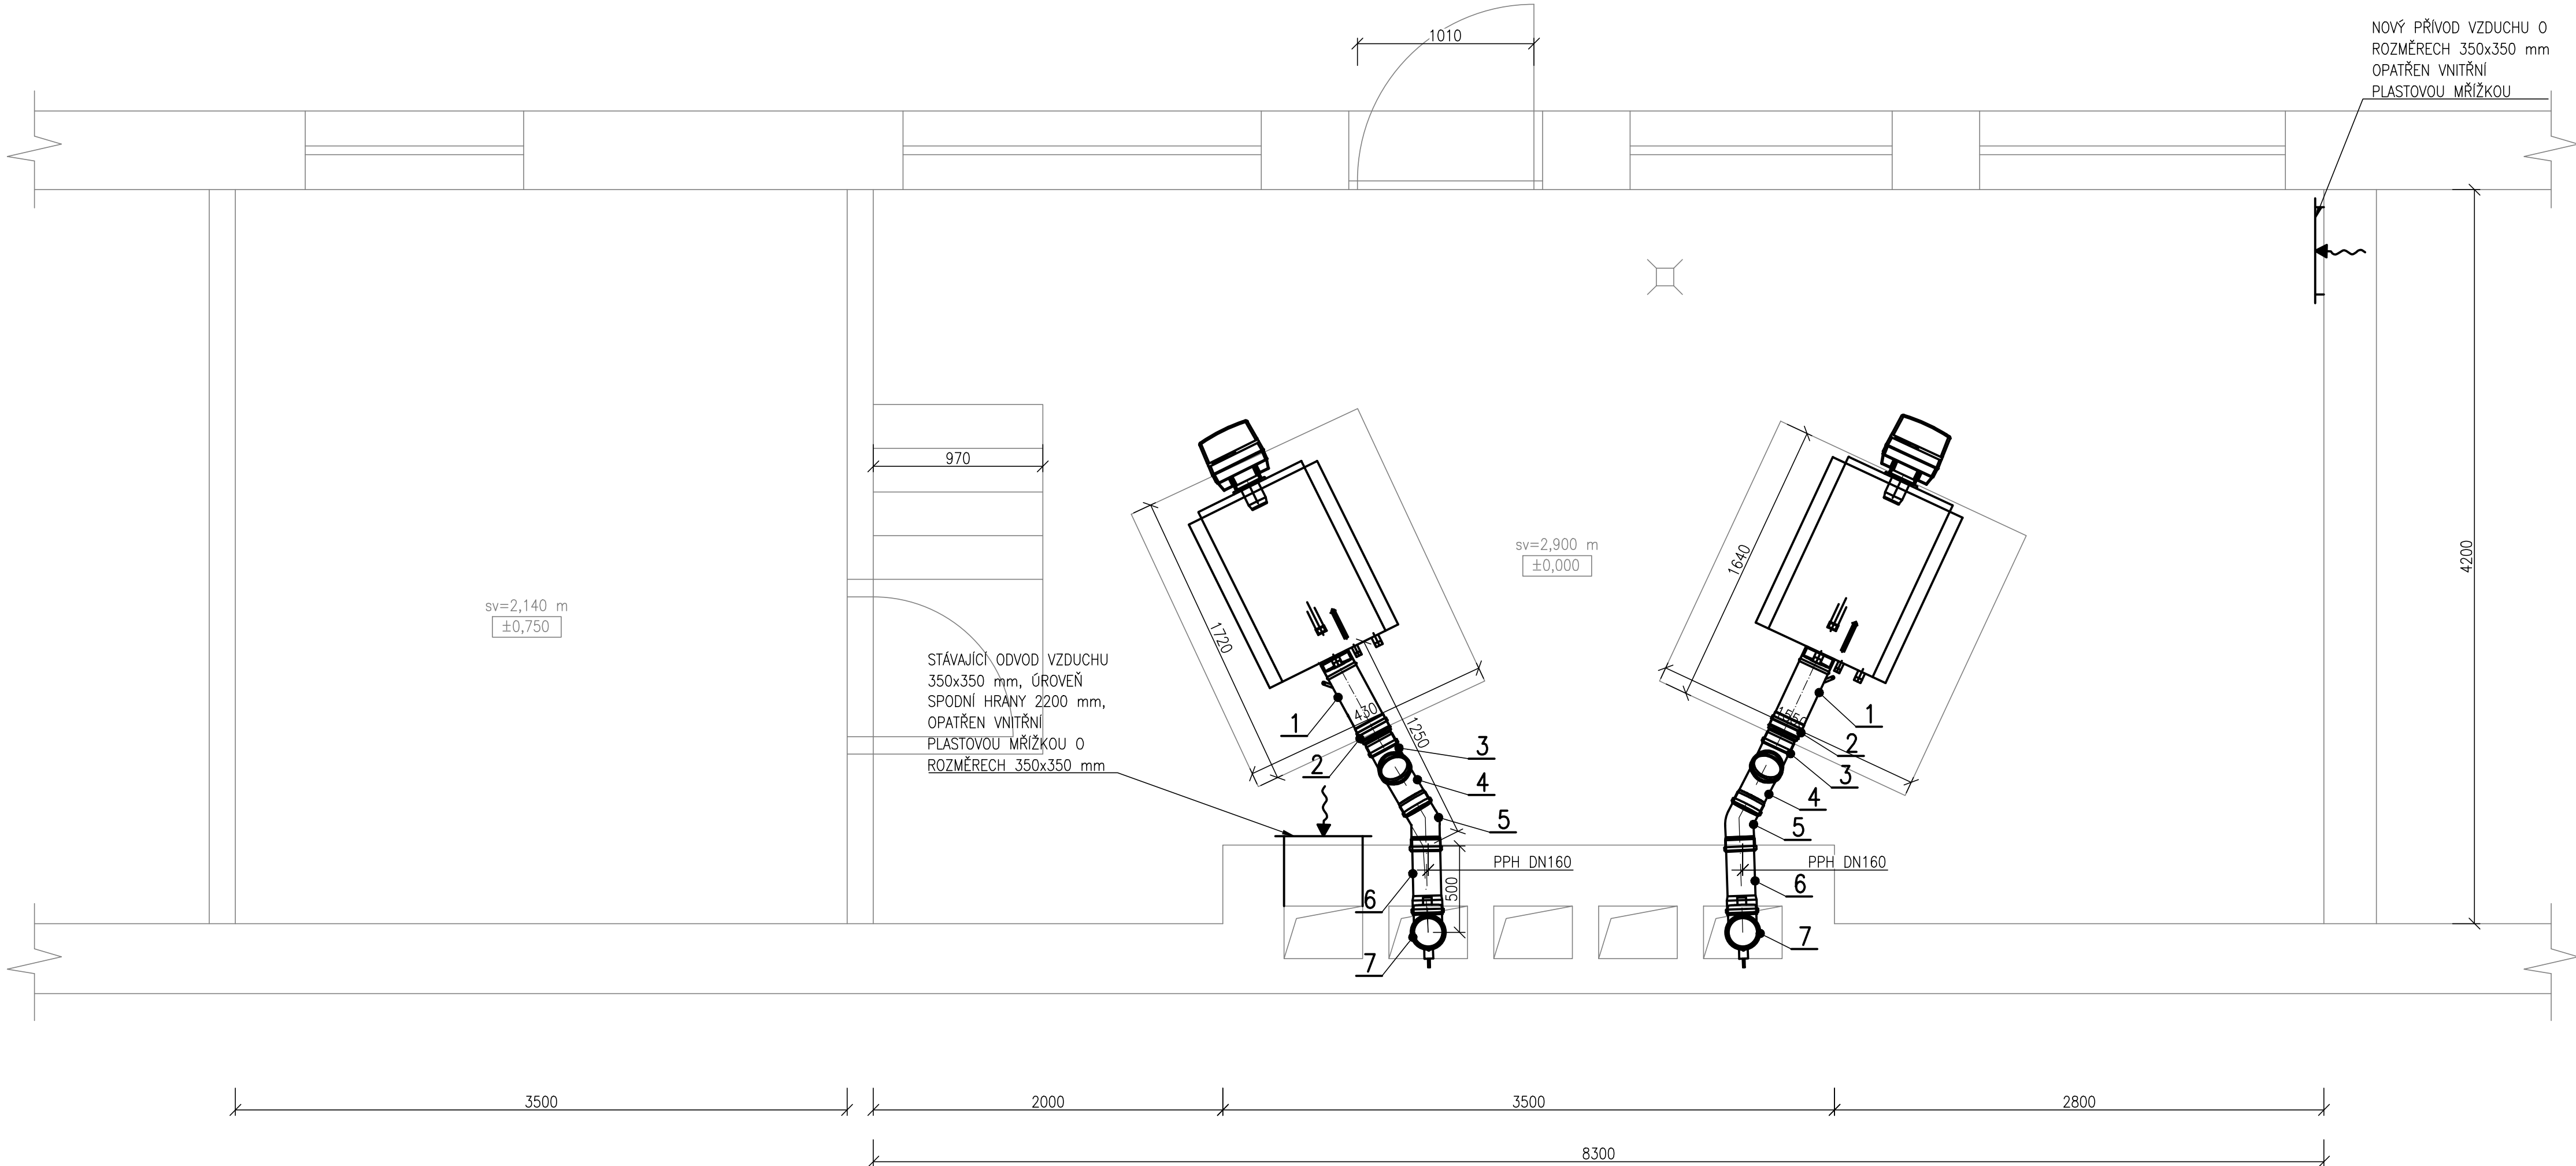 1010
NOVÝ PŘÍVOD VZDUCHU O
ROZMĚRECH 350x350 mm
OPATŘEN VNITŘNÍ
PLASTOVOU MŘÍŽKOU
970
sv=2,900 m
±0,000
sv=2,140 m
±0,750
STÁVAJÍCÍ ODVOD VZDUCHU
350x350 mm, ÚROVEŇ
SPODNÍ HRANY 2200 mm,
OPATŘEN VNITŘNÍ
PLASTOVOU MŘÍŽKOU O
ROZMĚRECH 350x350 mm
1720
430
1250
1
2
3
4
5
PPH DN160
500
6
7
1640
1550
1
2
3
4
5
PPH DN160
6
7
4200
3500
2000
3500
2800
8300